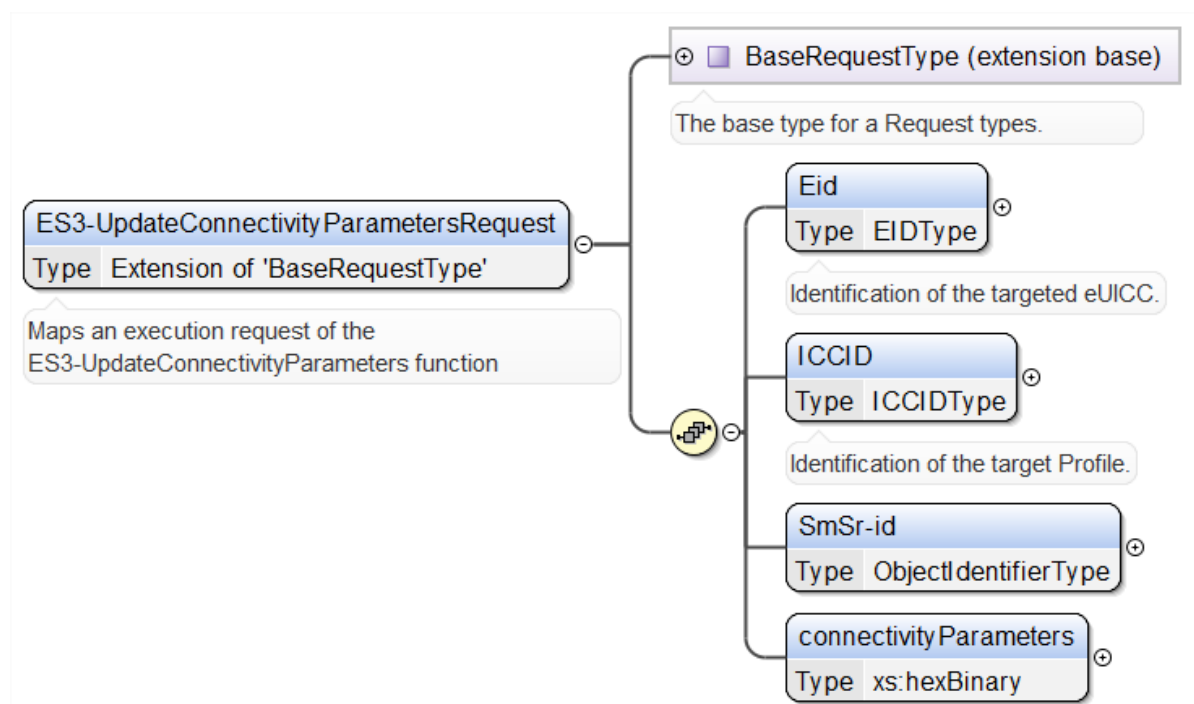 BaseRequestType (extension base)
The base type for a Request types.
ES3-UpdateConnectivityParametersRequest
Type Extension of 'BaseRequestType'
Maps an execution request of the
ES3-UpdateConnectivityParameters function
Eid
Type EIDType
Identification of the targeted eUICC.
ICCID
Type ICCIDType
Identification of the target Profile.
SmSr-id
Type ObjectIdentifierType
connectivityParameters
Type xs:hexBinary